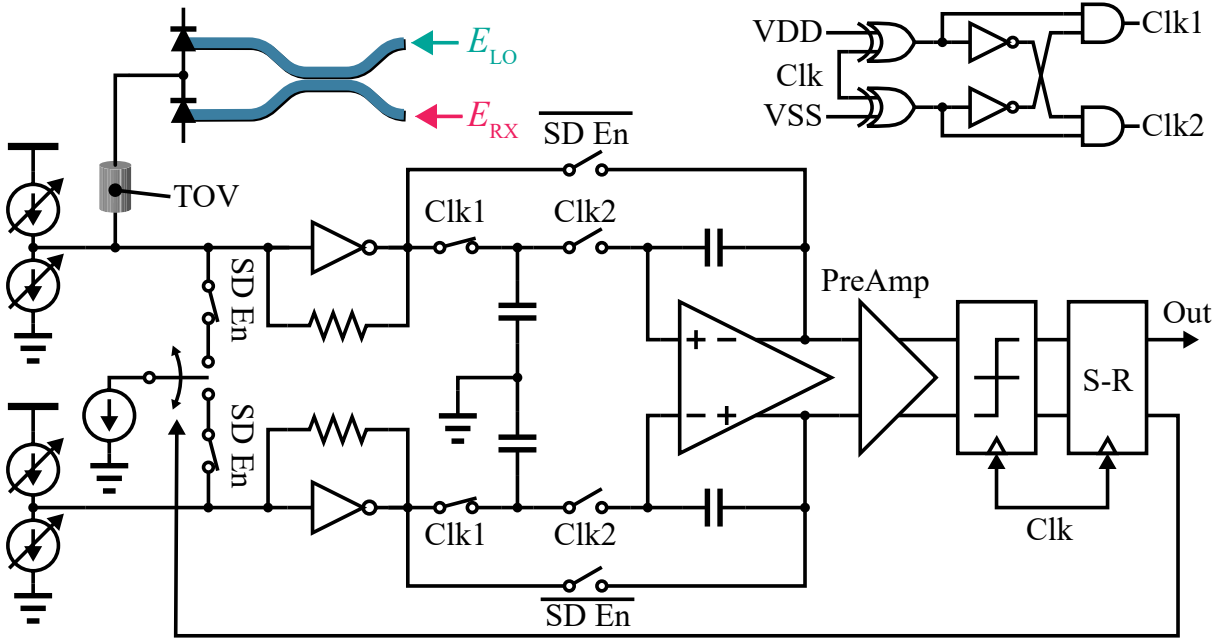 E_LO
E_RX
VDD
Clk
VSS
Clk1
Clk2
TOV
SD En
Clk1
Clk2
SD En
SD En
+ −
− +
PreAmp
S-R
Out
Clk
Clk1
Clk2
SD En